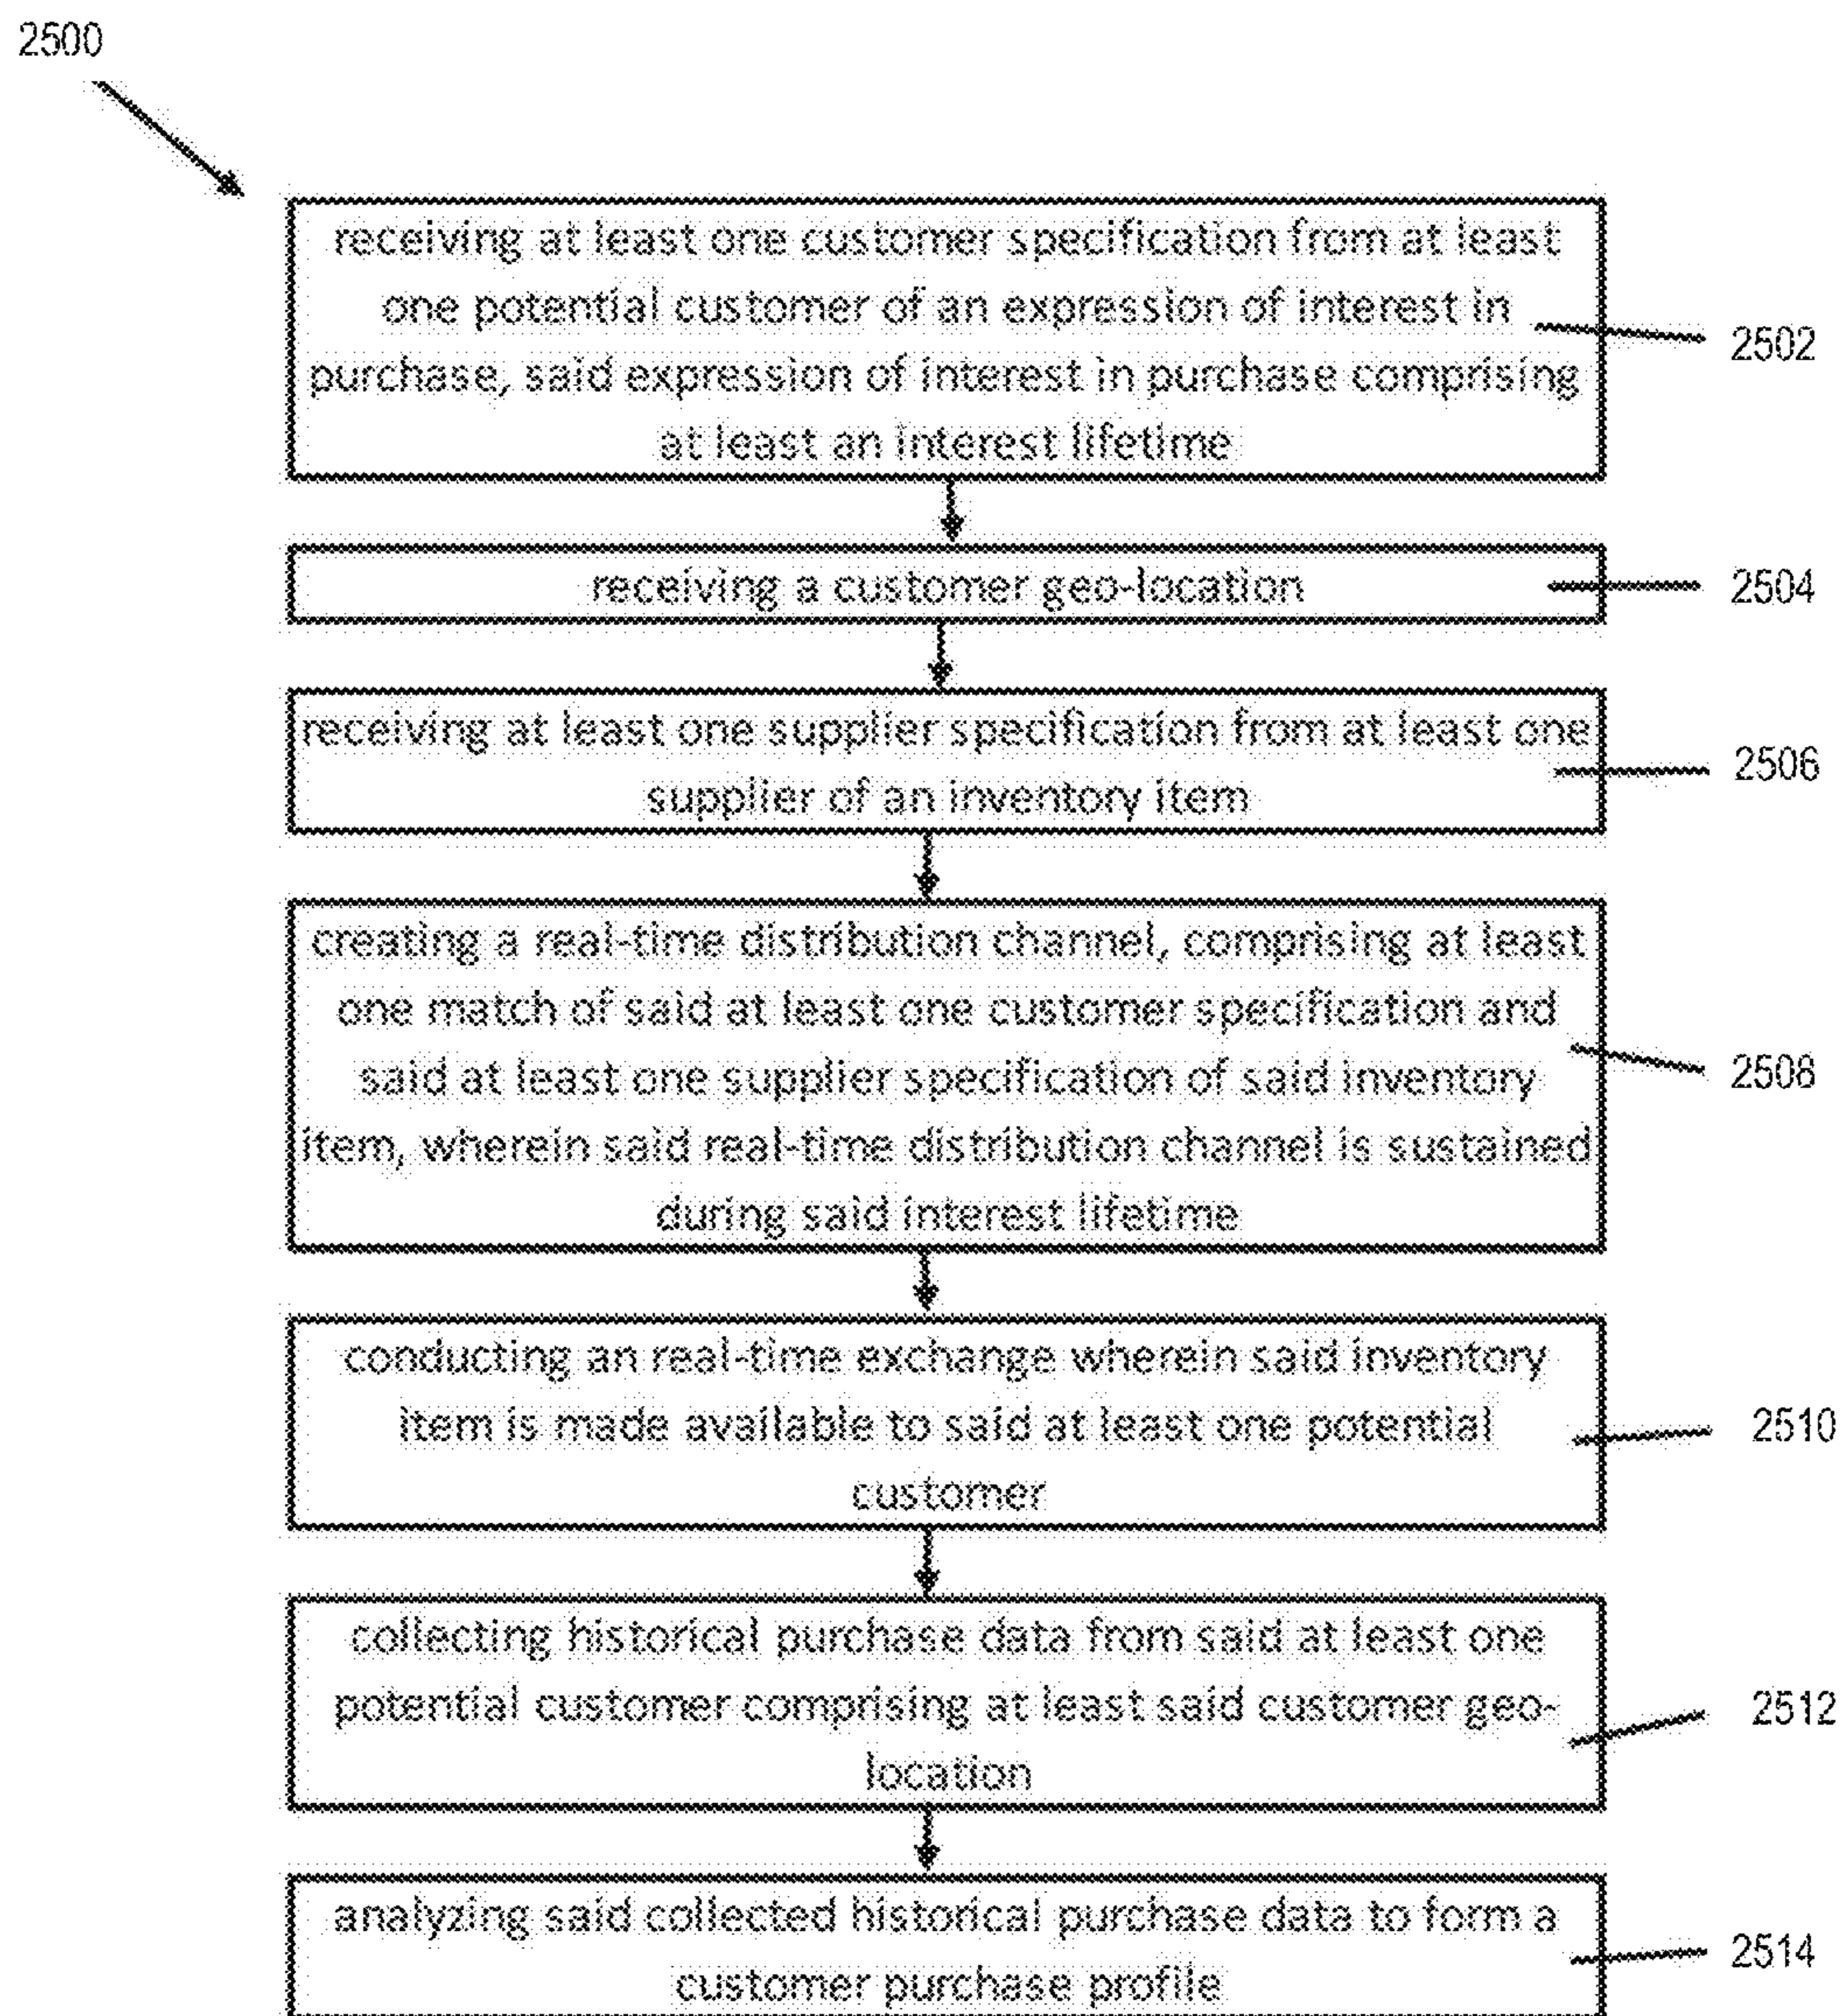 2500
receiving at least one customer specification from at least
one potential customer of an expression of interest in
purchase, said expression of interest in purchase comprising
at least an interest lifetime
2502
receiving a customer geo-location
2504
receiving at least one supplier specification from at least one
supplier of an inventory item
2506
creating a real-time distribution channel, comprising at least
one match of said at least one customer specification and
said at least one supplier specification of said inventory
item, wherein said real-time distribution channel is sustained
during said interest lifetime
2508
conducting an real-time exchange wherein said inventory
item is made available to said at least one potential
customer
2510
collecting historical purchase data from said at least one
potential customer comprising at least said customer geo-
location
2512
analyzing said collected historical purchase data to form a
customer purchase profile
2514